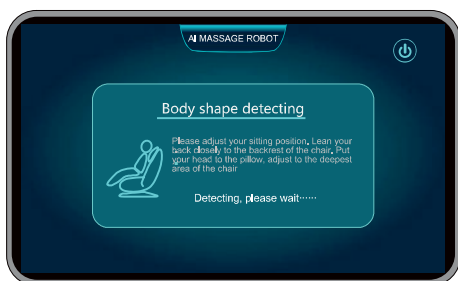 AI MASSAGE ROBOT
Body shape detecting
Please adjust your sitting position, Lean your
back closely to the backrest of the chair, Put
your head to the pillow, adjust to the deepest
area of the chair
Detecting, please wait······